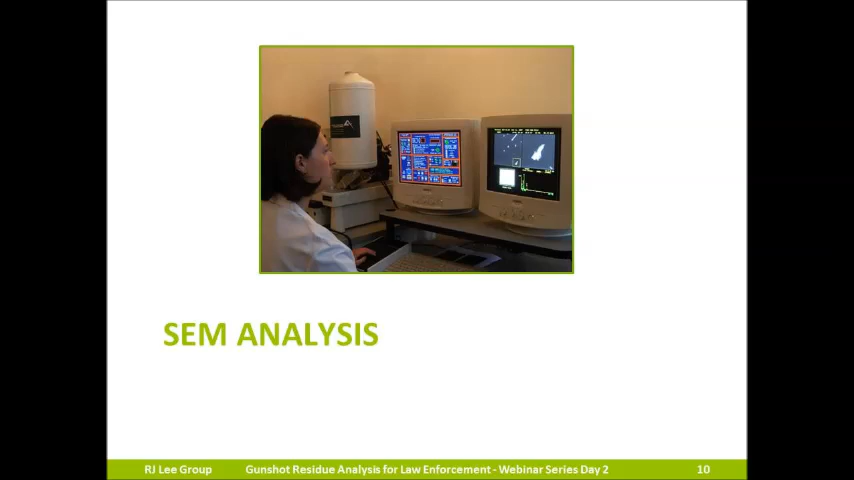 SEM ANALYSIS
RJ Lee Group Gunshot Residue Analysis for Law Enforcement - Webinar Series Day 2 10